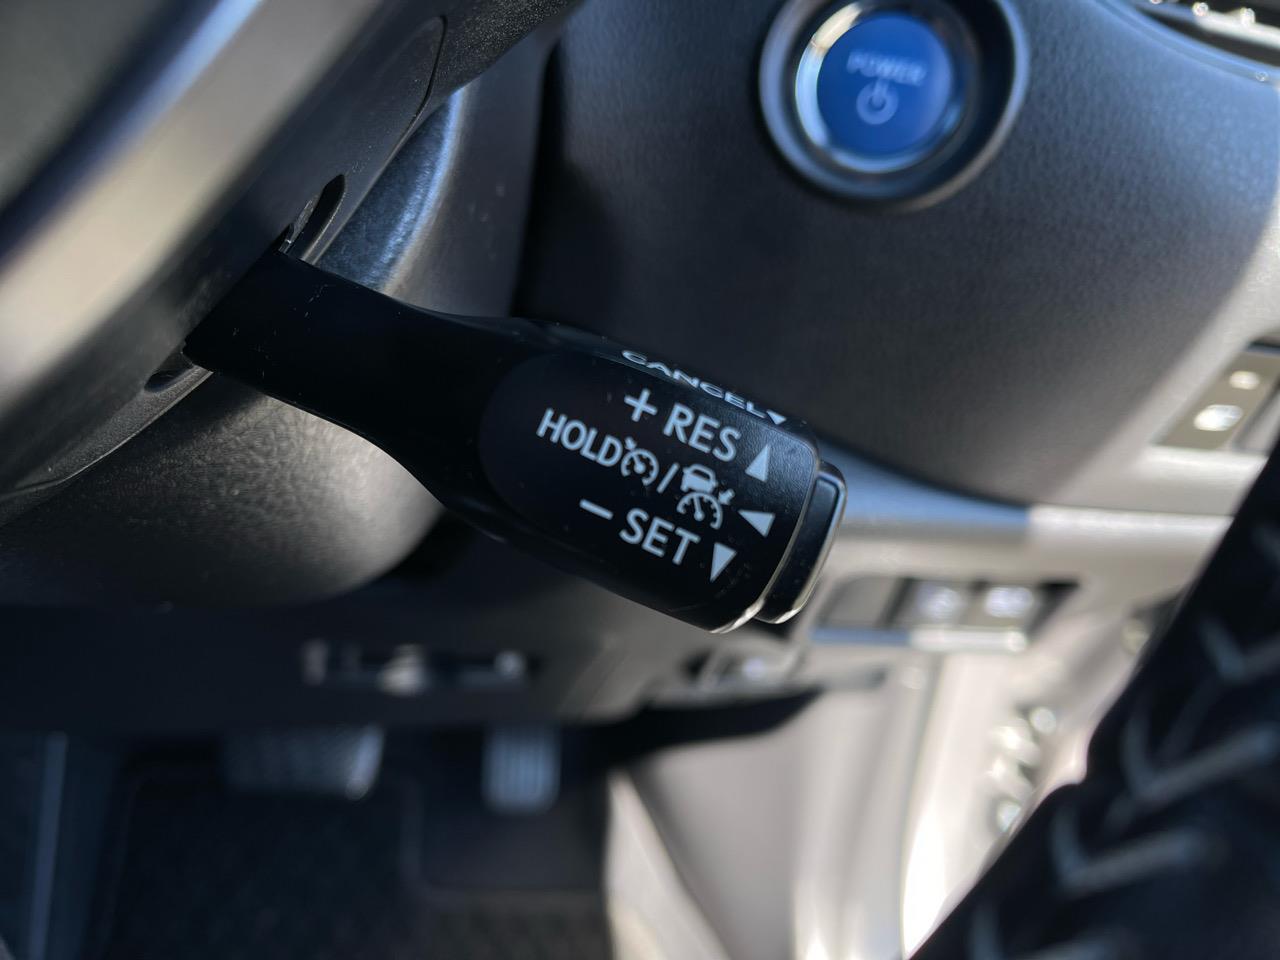 POWER
CANCEL
+ RES
HOLD /
− SET